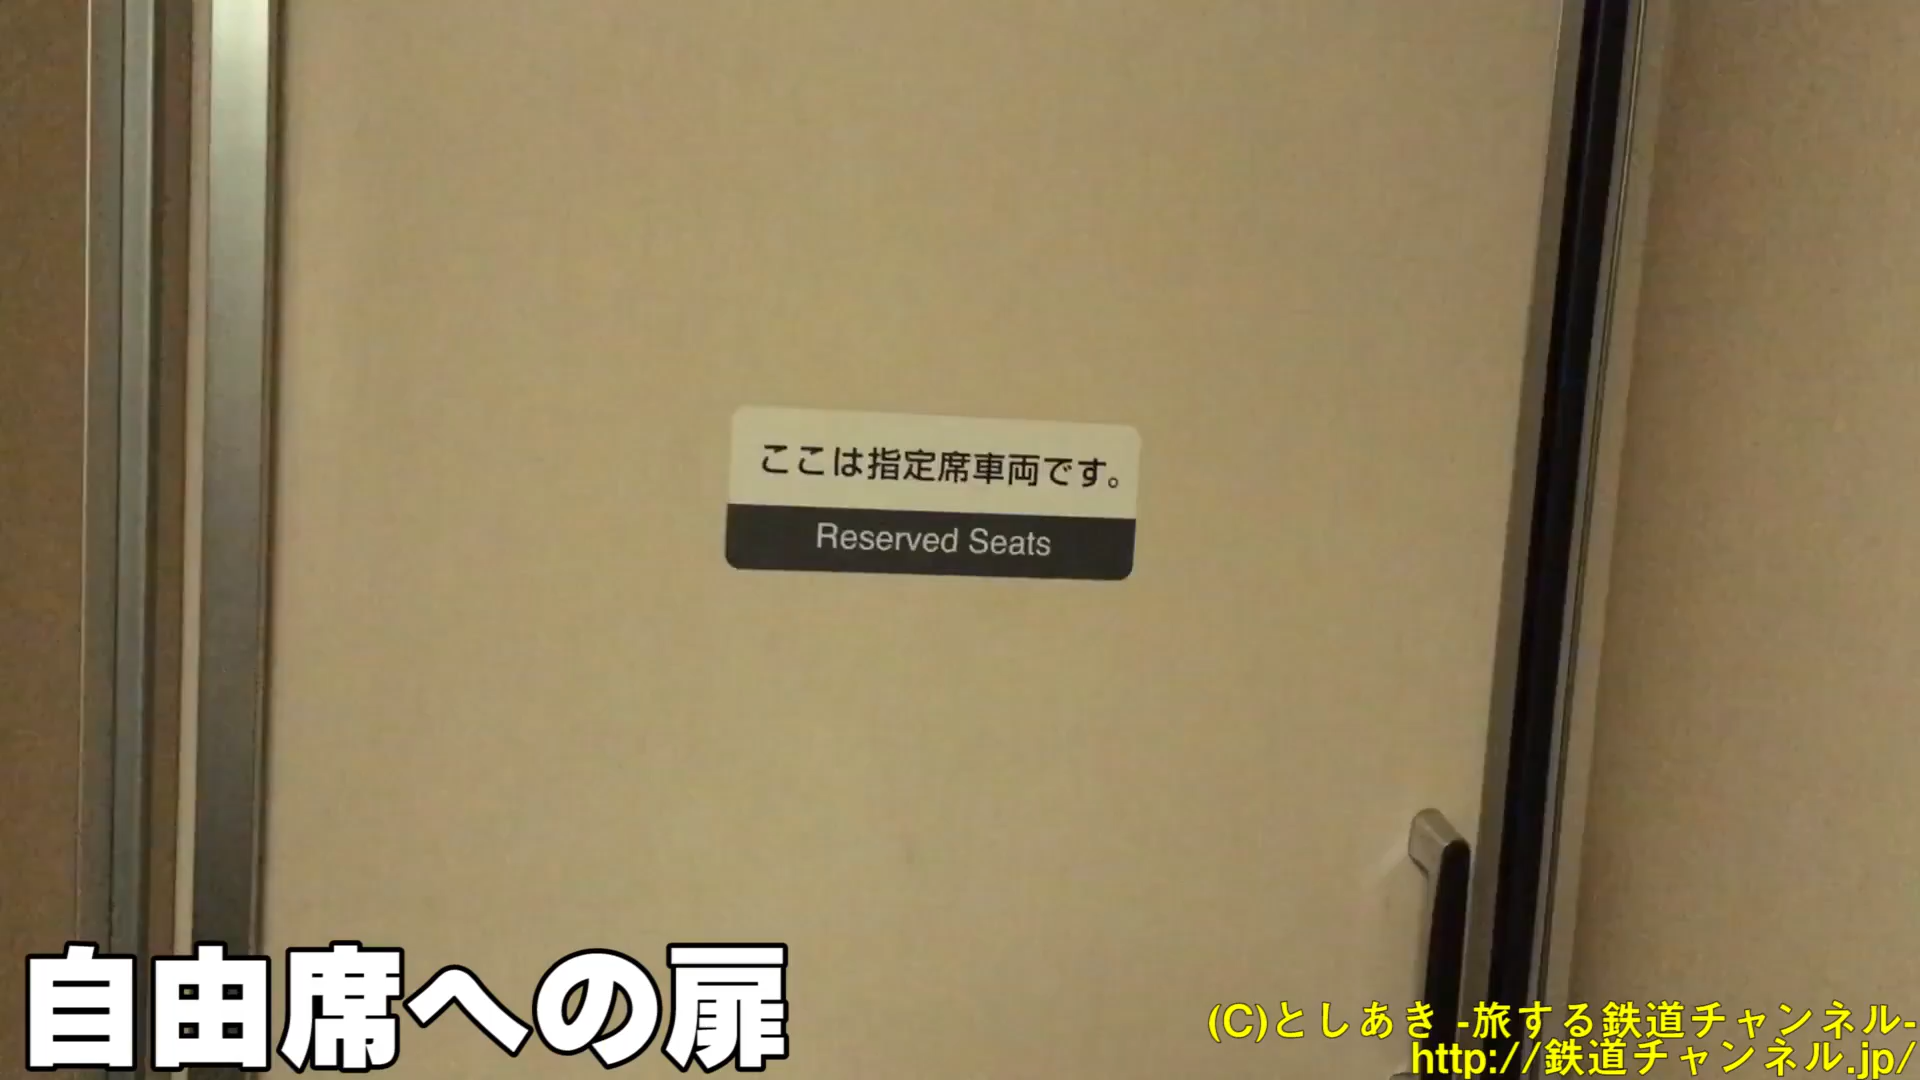 ここは指定席車両です。
Reserved Seats
自由席への扉
(C)としあき -旅する鉄道チャンネル-
http://鉄道チャンネル.jp/